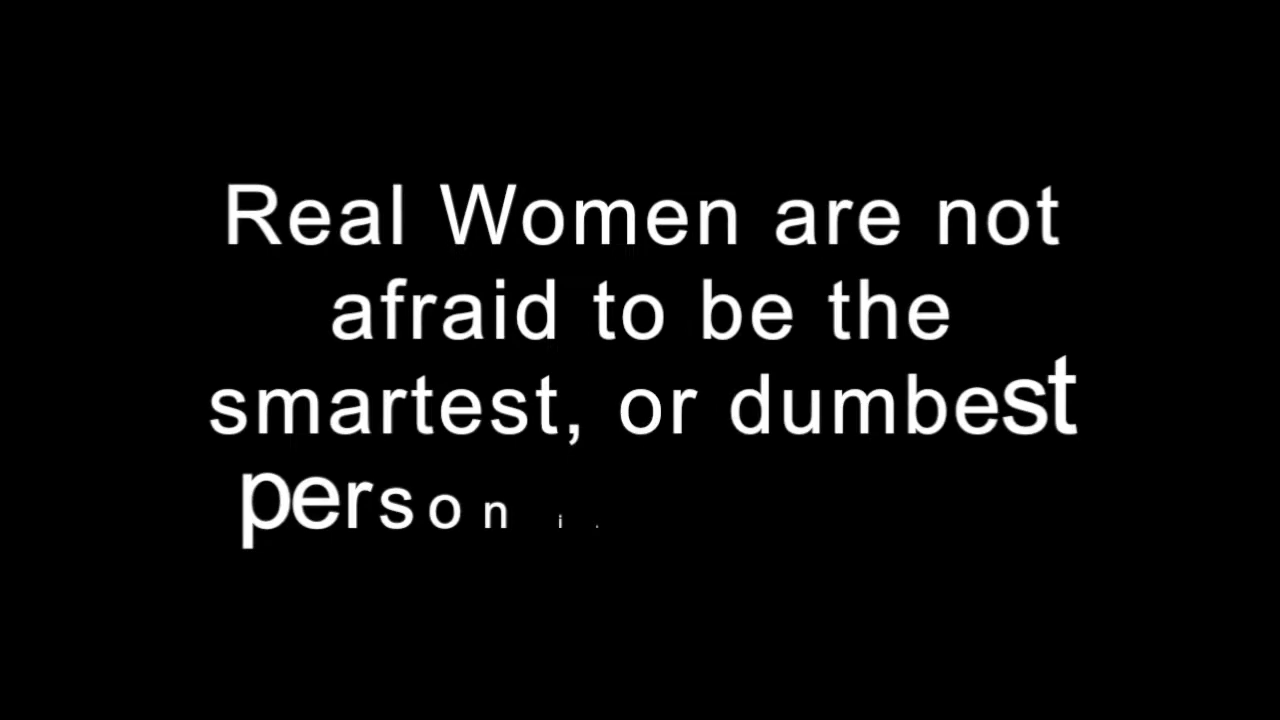 Real Women are not
afraid to be the
smartest, or dumbest
person i